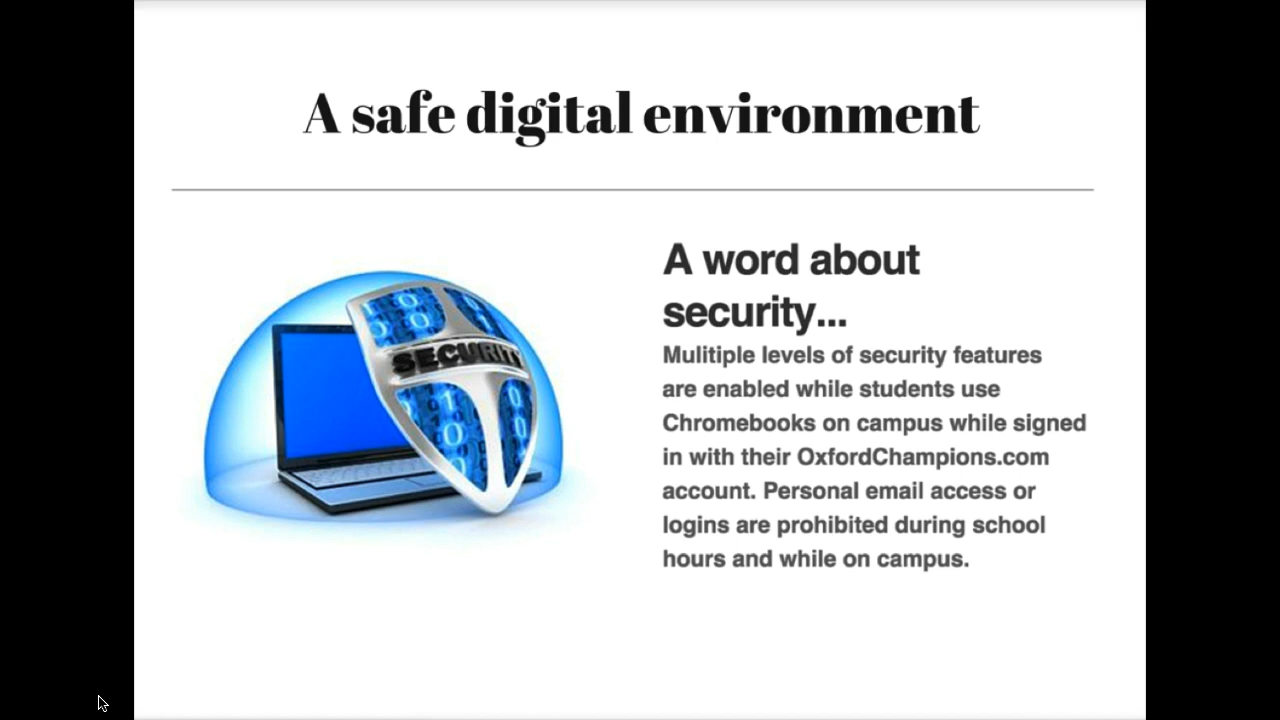 A safe digital environment
SECURITY
A word about
security...
Mulitiple levels of security features
are enabled while students use
Chromebooks on campus while signed
in with their OxfordChampions.com
account. Personal email access or
logins are prohibited during school
hours and while on campus.